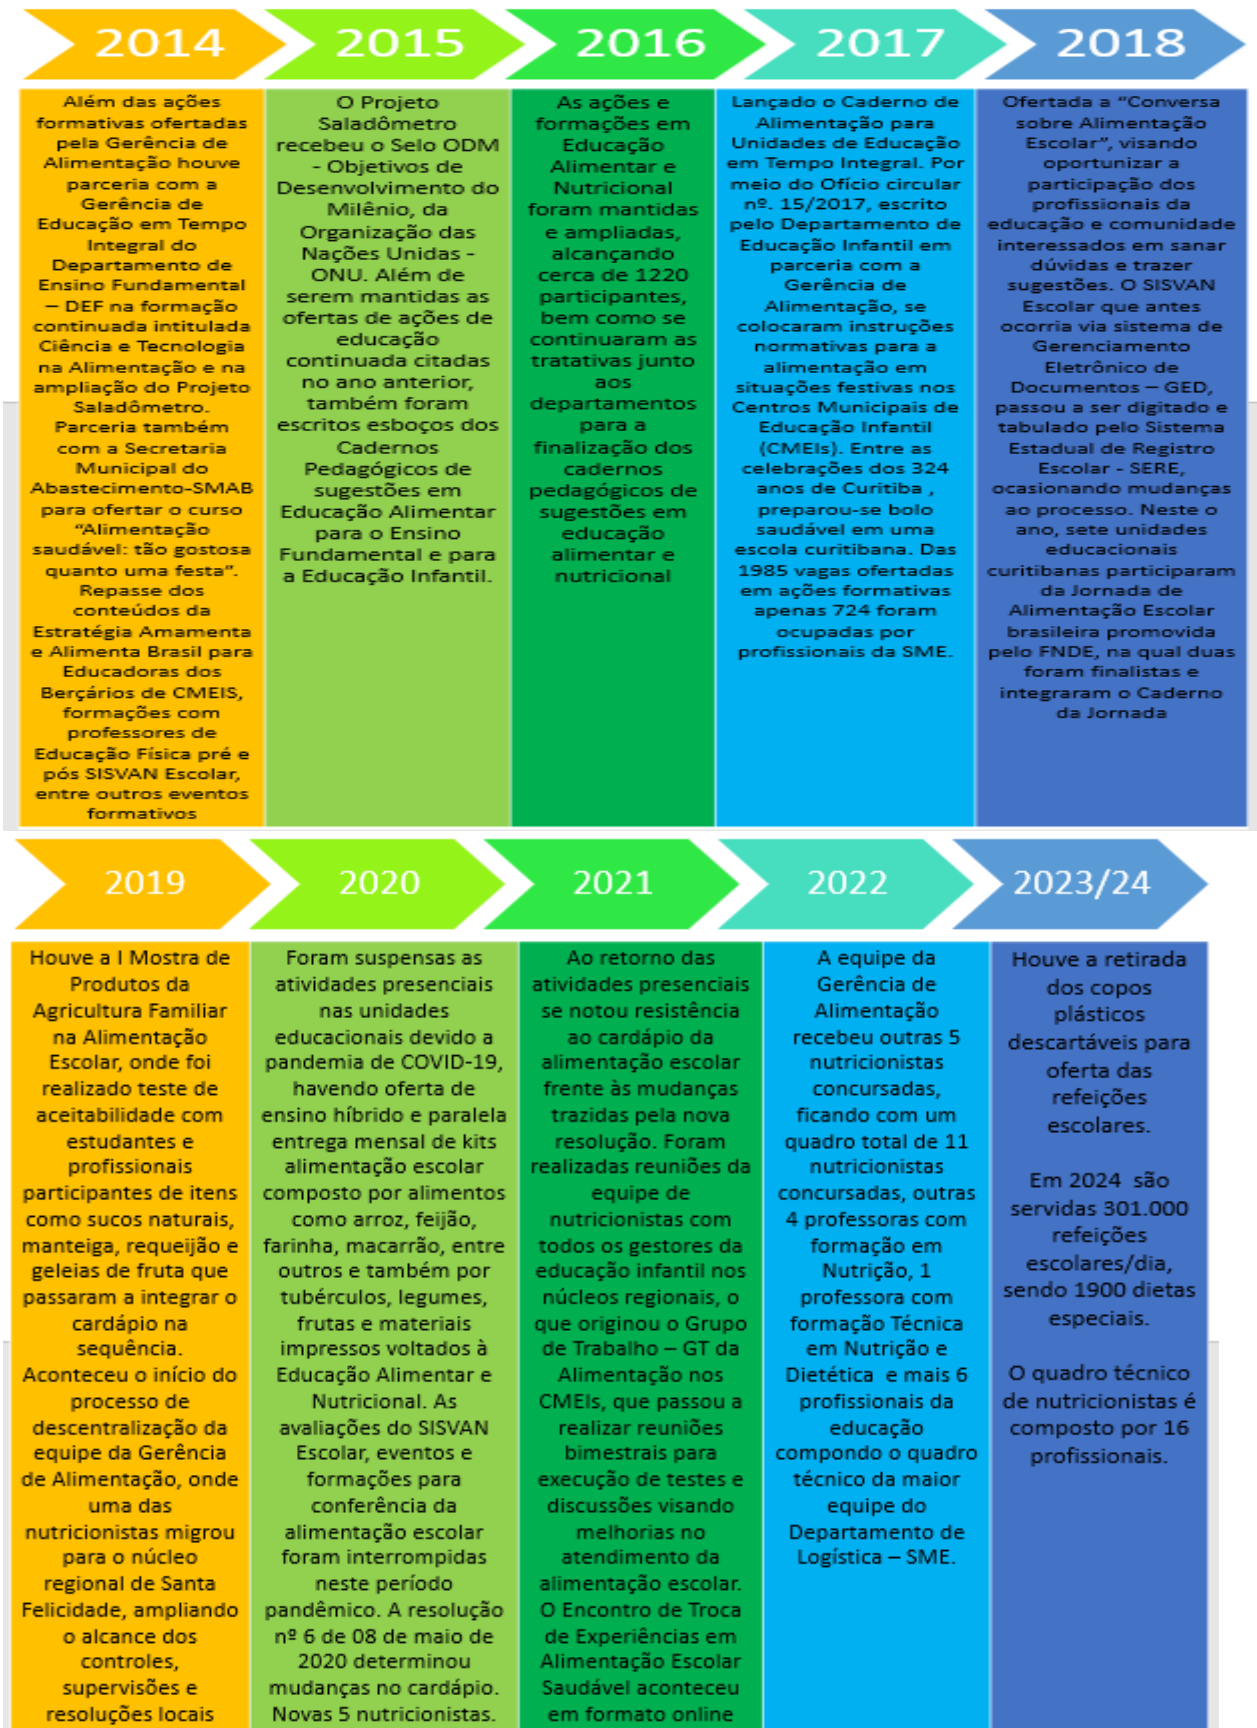 2014
Além das ações
formativas ofertadas
pela Gerência de
Alimentação houve
parceria com a
Gerência de
Educação em Tempo
Integral do
Departamento de
Ensino Fundamental
– DEF na formação
continuada intitulada
Ciência e Tecnologia
na Alimentação e na
ampliação do Projeto
Saladômetro.
Parceria também
com a Secretaria
Municipal do
Abastecimento-SMAB
para ofertar o curso
“Alimentação
saudável: tão gostosa
quanto uma festa”.
Repasse dos
conteúdos da
Estratégia Amamenta
e Alimenta Brasil para
Educadoras dos
Berçários de CMEIS,
formações com
professores de
Educação Física pré e
pós SISVAN Escolar,
entre outros eventos
formativos
2015
O Projeto
Saladômetro
recebeu o Selo ODM
- Objetivos de
Desenvolvimento do
Milênio, da
Organização das
Nações Unidas -
ONU. Além de
serem mantidas as
ofertas de ações de
educação
continuada citadas
no ano anterior,
também foram
escritos esboços dos
Cadernos
Pedagógicos de
sugestões em
Educação Alimentar
para o Ensino
Fundamental e para
a Educação Infantil.
2016
As ações e
formações em
Educação
Alimentar e
Nutricional
foram mantidas
e ampliadas,
alcançando
cerca de 1220
participantes,
bem como se
continuaram as
tratativas junto
aos
departamentos
para a
finalização dos
cadernos
pedagógicos de
sugestões em
educação
alimentar e
nutricional
2017
Lançado o Caderno de
Alimentação para
Unidades de Educação
em Tempo Integral. Por
meio do Ofício circular
nº. 15/2017, escrito
pelo Departamento de
Educação Infantil em
parceria com a
Gerência de
Alimentação, se
colocaram instruções
normativas para a
alimentação em
situações festivas nos
Centros Municipais de
Educação Infantil
(CMEIs). Entre as
celebrações dos 324
anos de Curitiba ,
preparou-se bolo
saudável em uma
escola curitibana. Das
1985 vagas ofertadas
em ações formativas
apenas 724 foram
ocupadas por
profissionais da SME.
2018
Ofertada a “Conversa
sobre Alimentação
Escolar”, visando
oportunizar a
participação dos
profissionais da
educação e comunidade
interessados em sanar
dúvidas e trazer
sugestões. O SISVAN
Escolar que antes
ocorria via sistema de
Gerenciamento
Eletrônico de
Documentos – GED,
passou a ser digitado e
tabulado pelo Sistema
Estadual de Registro
Escolar - SERE,
ocasionando mudanças
ao processo. Neste o
ano, sete unidades
educacionais
curitibanas participaram
da Jornada de
Alimentação Escolar
brasileira promovida
pelo FNDE, na qual duas
foram finalistas e
integraram o Caderno
da Jornada
2019
Houve a I Mostra de
Produtos da
Agricultura Familiar
na Alimentação
Escolar, onde foi
realizado teste de
aceitabilidade com
estudantes e
profissionais
participantes de itens
como sucos naturais,
manteiga, requeijão e
geleias de fruta que
passaram a integrar o
cardápio na
sequência.
Aconteceu o início do
processo de
descentralização da
equipe da Gerência
de Alimentação, onde
uma das
nutricionistas migrou
para o núcleo
regional de Santa
Felicidade, ampliando
o alcance dos
controles,
supervisões e
resoluções locais
2020
Foram suspensas as
atividades presenciais
nas unidades
educacionais devido a
pandemia de COVID-19,
havendo oferta de
ensino híbrido e paralela
entrega mensal de kits
alimentação escolar
composto por alimentos
como arroz, feijão,
farinha, macarrão, entre
outros e também por
tubérculos, legumes,
frutas e materiais
impressos voltados à
Educação Alimentar e
Nutricional. As
avaliações do SISVAN
Escolar, eventos e
formações para
conferência da
alimentação escolar
foram interrompidas
neste período
pandêmico. A resolução
nº 6 de 08 de maio de
2020 determinou
mudanças no cardápio.
Novas 5 nutricionistas.
2021
Ao retorno das
atividades presenciais
se notou resistência
ao cardápio da
alimentação escolar
frente às mudanças
trazidas pela nova
resolução. Foram
realizadas reuniões da
equipe de
nutricionistas com
todos os gestores da
educação infantil nos
núcleos regionais, o
que originou o Grupo
de Trabalho – GT da
Alimentação nos
CMEIs, que passou a
realizar reuniões
bimestrais para
execução de testes e
discussões visando
melhorias no
atendimento da
alimentação escolar.
O Encontro de Troca
de Experiências em
Alimentação Escolar
Saudável aconteceu
em formato online
2022
A equipe da
Gerência de
Alimentação
recebeu outras 5
nutricionistas
concursadas,
ficando com um
quadro total de 11
nutricionistas
concursadas, outras
4 professoras com
formação em
Nutrição, 1
professora com
formação Técnica
em Nutrição e
Dietética e mais 6
profissionais da
educação
compondo o quadro
técnico da maior
equipe do
Departamento de
Logística – SME.
2023/24
Houve a retirada
dos copos
plásticos
descartáveis para
oferta das
refeições
escolares.
Em 2024 são
servidas 301.000
refeições
escolares/dia,
sendo 1900 dietas
especiais.
O quadro técnico
de nutricionistas é
composto por 16
profissionais.